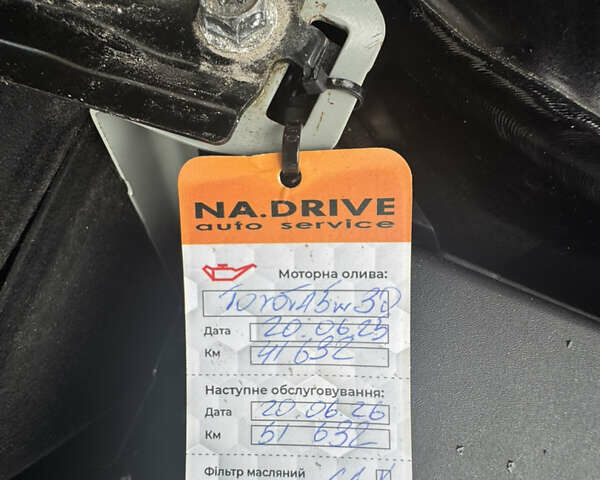 NA.DRIVE
auto service
Моторна олива:
5w30
Дата 20.06.25
Км 41 632
Наступне обслуговування:
Дата 20.06.26
Км 51 632
Фільтр масляний